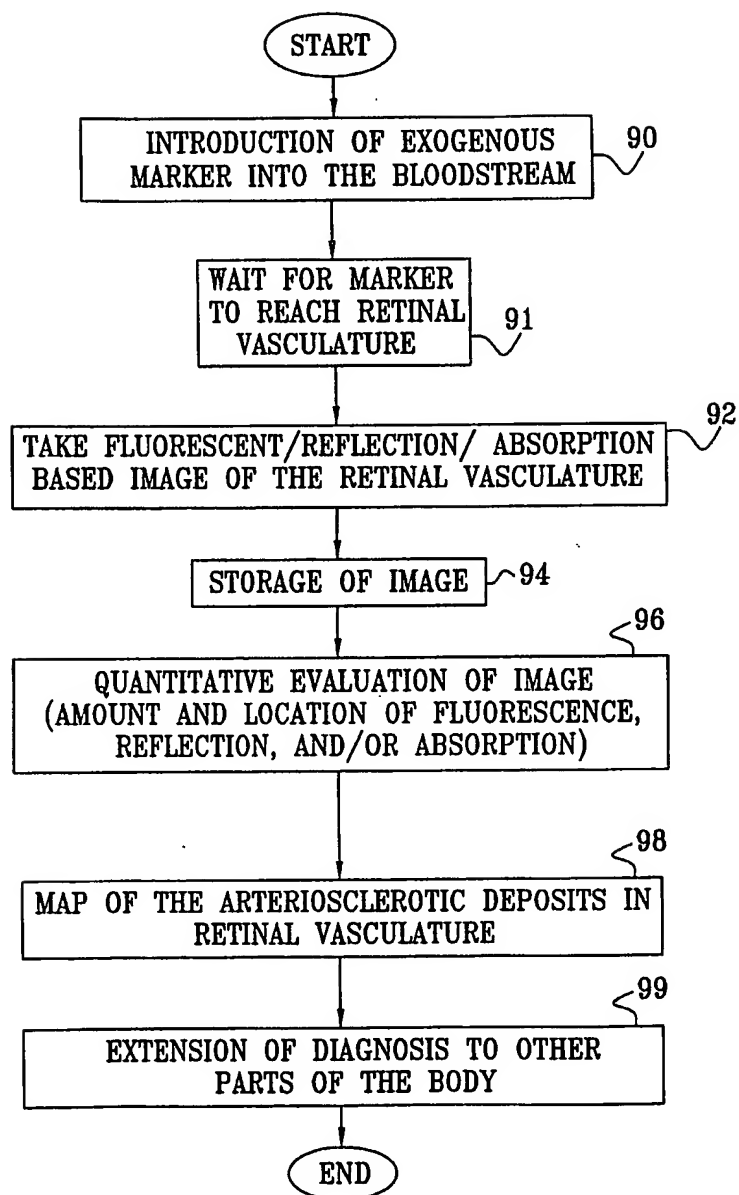 START
INTRODUCTION OF EXOGENOUS
MARKER INTO THE BLOODSTREAM
90
WAIT FOR MARKER
TO REACH RETINAL
VASCULATURE
91
TAKE FLUORESCENT/REFLECTION/ ABSORPTION
BASED IMAGE OF THE RETINAL VASCULATURE
92
STORAGE OF IMAGE
94
96
QUANTITATIVE EVALUATION OF IMAGE
(AMOUNT AND LOCATION OF FLUORESCENCE,
REFLECTION, AND/OR ABSORPTION)
98
MAP OF THE ARTERIOSCLEROTIC DEPOSITS IN
RETINAL VASCULATURE
99
EXTENSION OF DIAGNOSIS TO OTHER
PARTS OF THE BODY
END